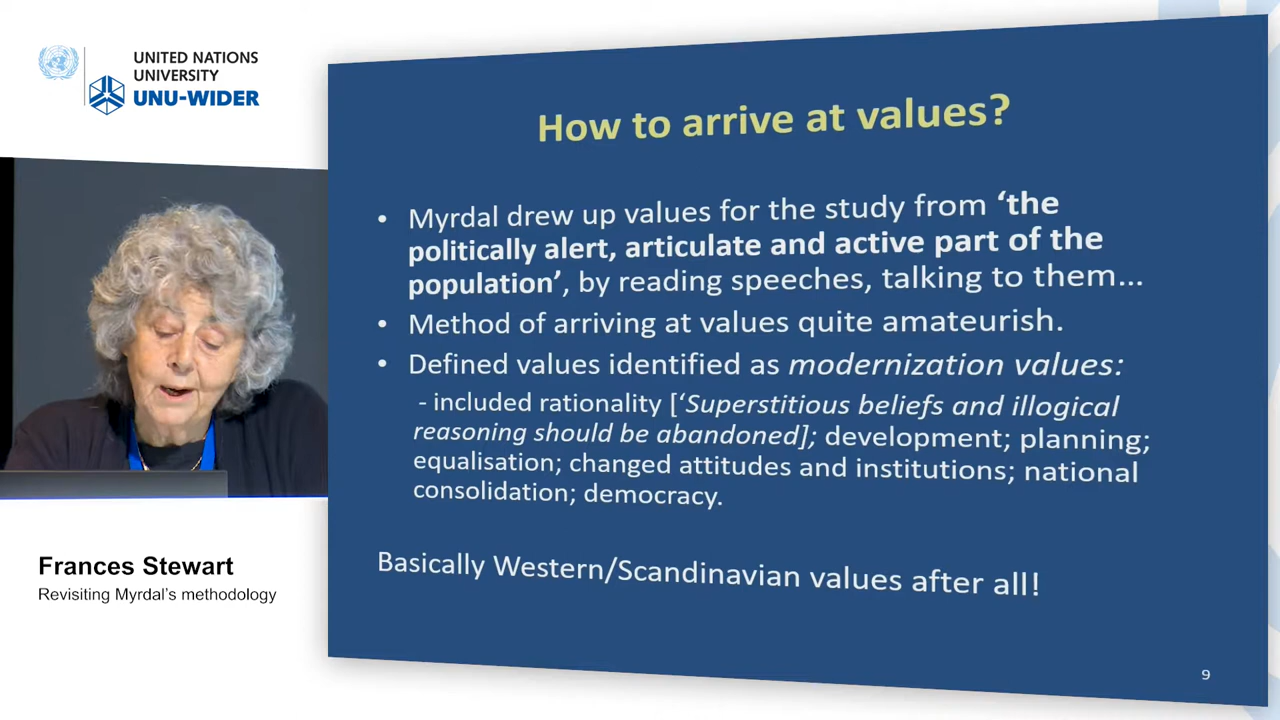 UNITED NATIONS
UNIVERSITY
UNU-WIDER
How to arrive at values?
• Myrdal drew up values for the study from ‘the
politically alert, articulate and active part of the
population’, by reading speeches, talking to them...
• Method of arriving at values quite amateurish.
• Defined values identified as modernization values:
- included rationality [‘Superstitious beliefs and illogical
reasoning should be abandoned]; development; planning;
equalisation; changed attitudes and institutions; national
consolidation; democracy.
Basically Western/Scandinavian values after all!
9
Frances Stewart
Revisiting Myrdal’s methodology